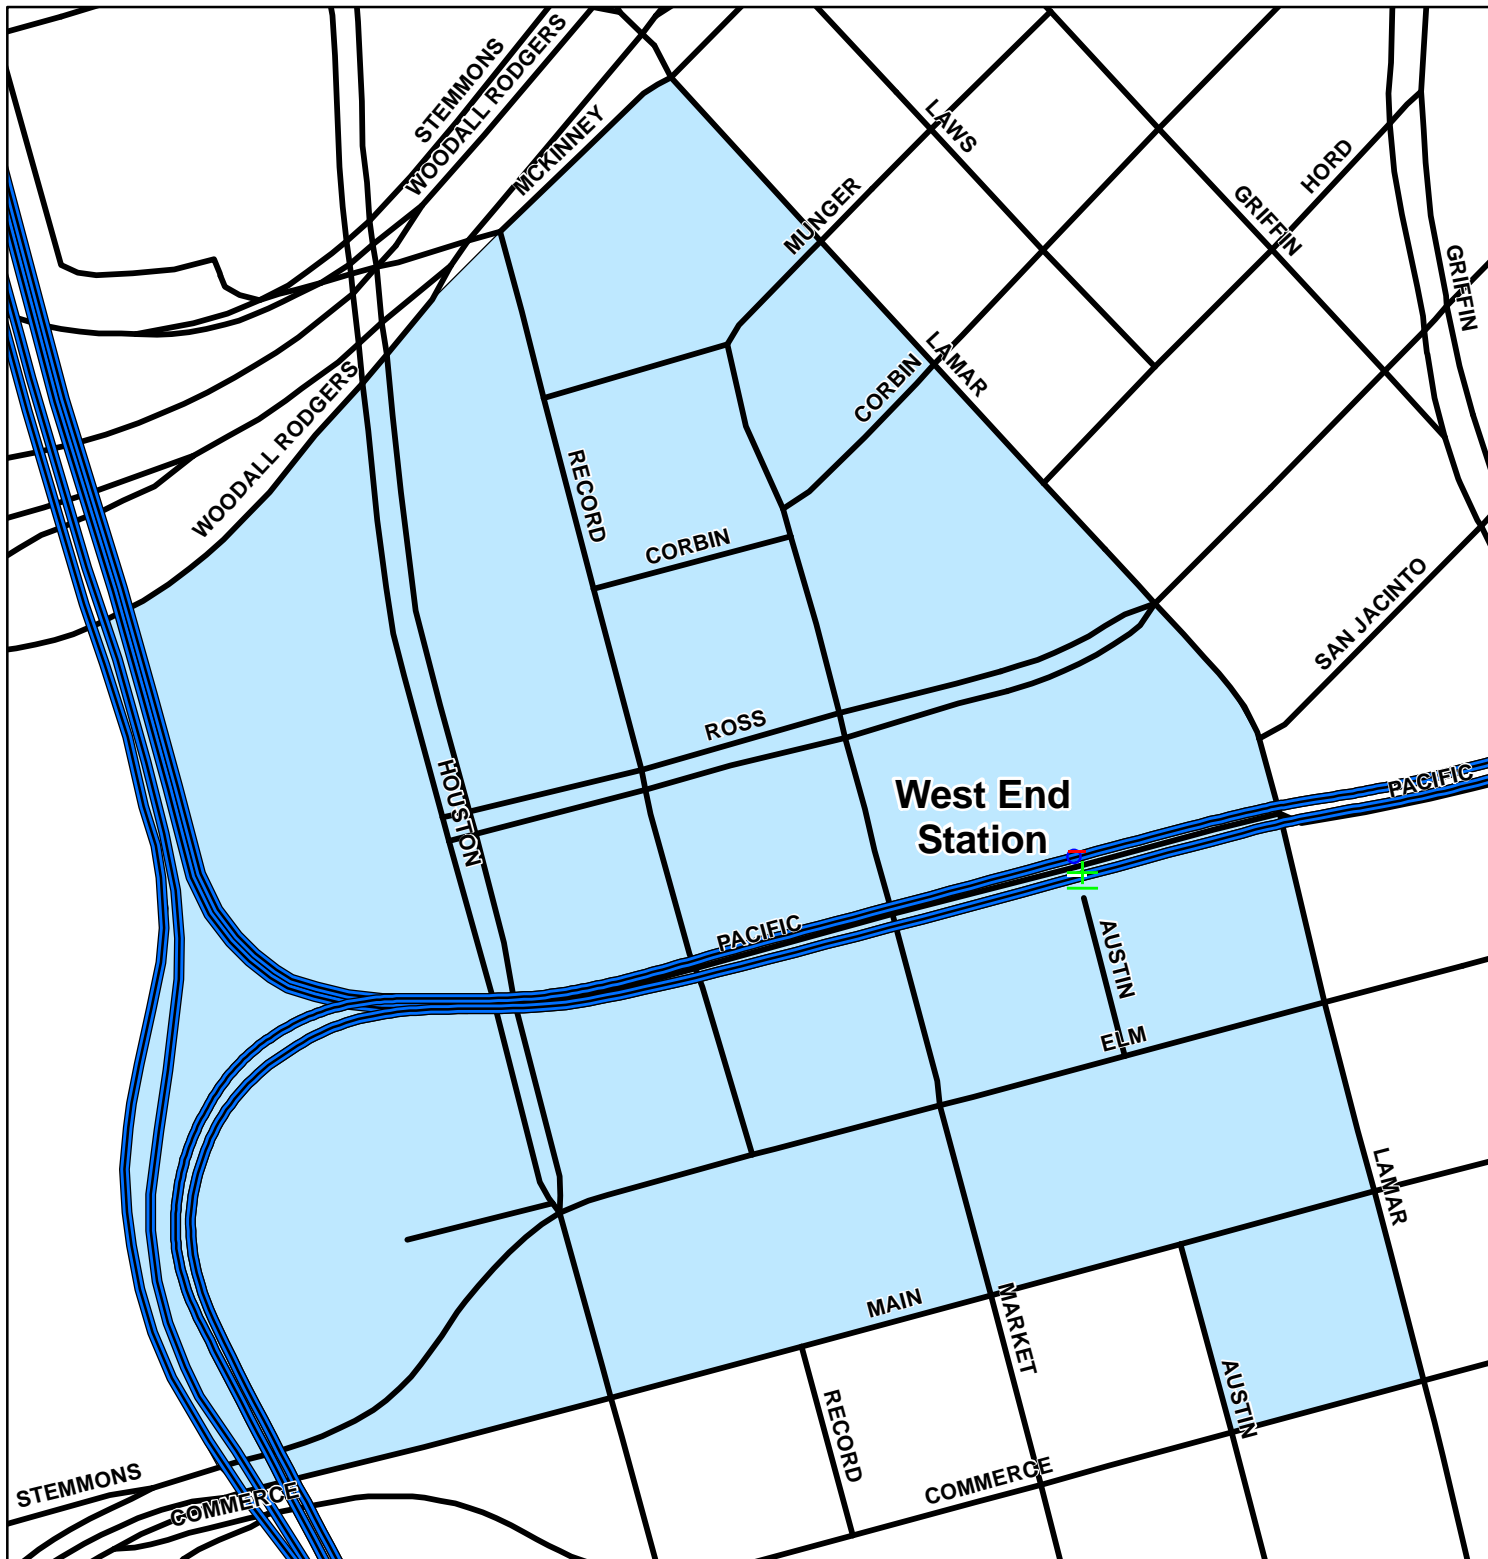 STEMMONS
WOODALL RODGERS
MCKINNEY
LAWS
MUNGER
HORD
GRIFFIN
GRIFFIN
LAMAR
CORBIN
WOODALL RODGERS
RECORD
CORBIN
SAN JACINTO
ROSS
HOUSTON
West End
Station
PACIFIC
PACIFIC
AUSTIN
ELM
LAMAR
MAIN
MARKET
AUSTIN
RECORD
COMMERCE
STEMMONS
COMMERCE